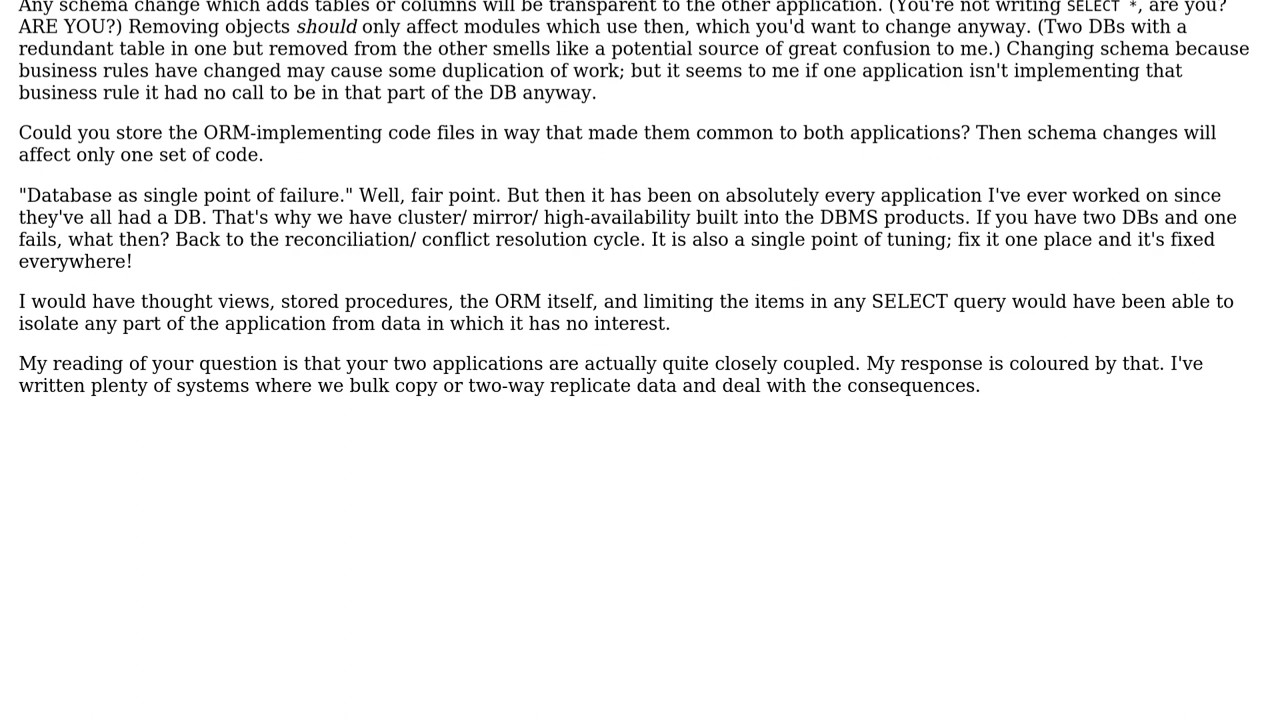 Any schema change which adds tables or columns will be transparent to the other application. (You're not writing SELECT *, are you?
ARE YOU?) Removing objects should only affect modules which use then, which you'd want to change anyway. (Two DBs with a
redundant table in one but removed from the other smells like a potential source of great confusion to me.) Changing schema because
business rules have changed may cause some duplication of work; but it seems to me if one application isn't implementing that
business rule it had no call to be in that part of the DB anyway.
Could you store the ORM-implementing code files in way that made them common to both applications? Then schema changes will
affect only one set of code.
"Database as single point of failure." Well, fair point. But then it has been on absolutely every application I've ever worked on since
they've all had a DB. That's why we have cluster/ mirror/ high-availability built into the DBMS products. If you have two DBs and one
fails, what then? Back to the reconciliation/ conflict resolution cycle. It is also a single point of tuning; fix it one place and it's fixed
everywhere!
I would have thought views, stored procedures, the ORM itself, and limiting the items in any SELECT query would have been able to
isolate any part of the application from data in which it has no interest.
My reading of your question is that your two applications are actually quite closely coupled. My response is coloured by that. I've
written plenty of systems where we bulk copy or two-way replicate data and deal with the consequences.